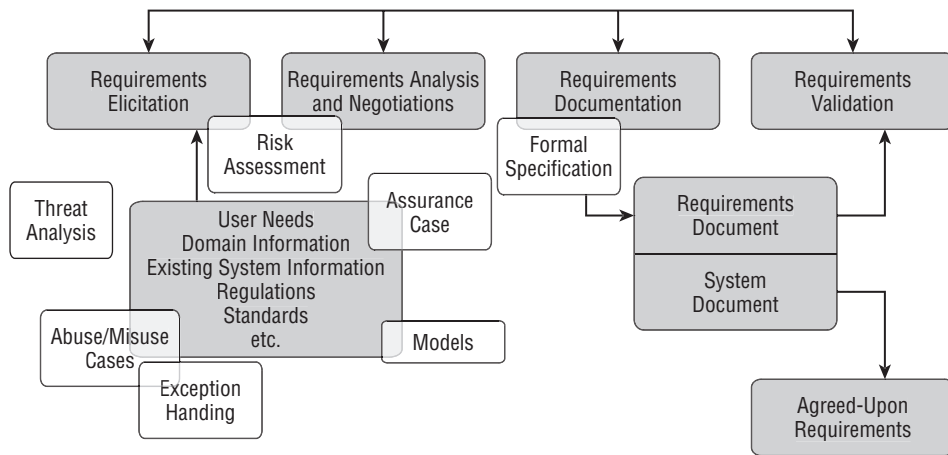 Requirements
Elicitation
Requirements Analysis
and Negotiations
Requirements
Documentation
Requirements
Validation
Risk
Assessment
Formal
Specification
Threat
Analysis
Assurance
Case
User Needs
Domain Information
Existing System Information
Regulations
Standards
etc.
Requirements
Document
System
Document
Abuse/Misuse
Cases
Models
Exception
Handing
Agreed-Upon
Requirements